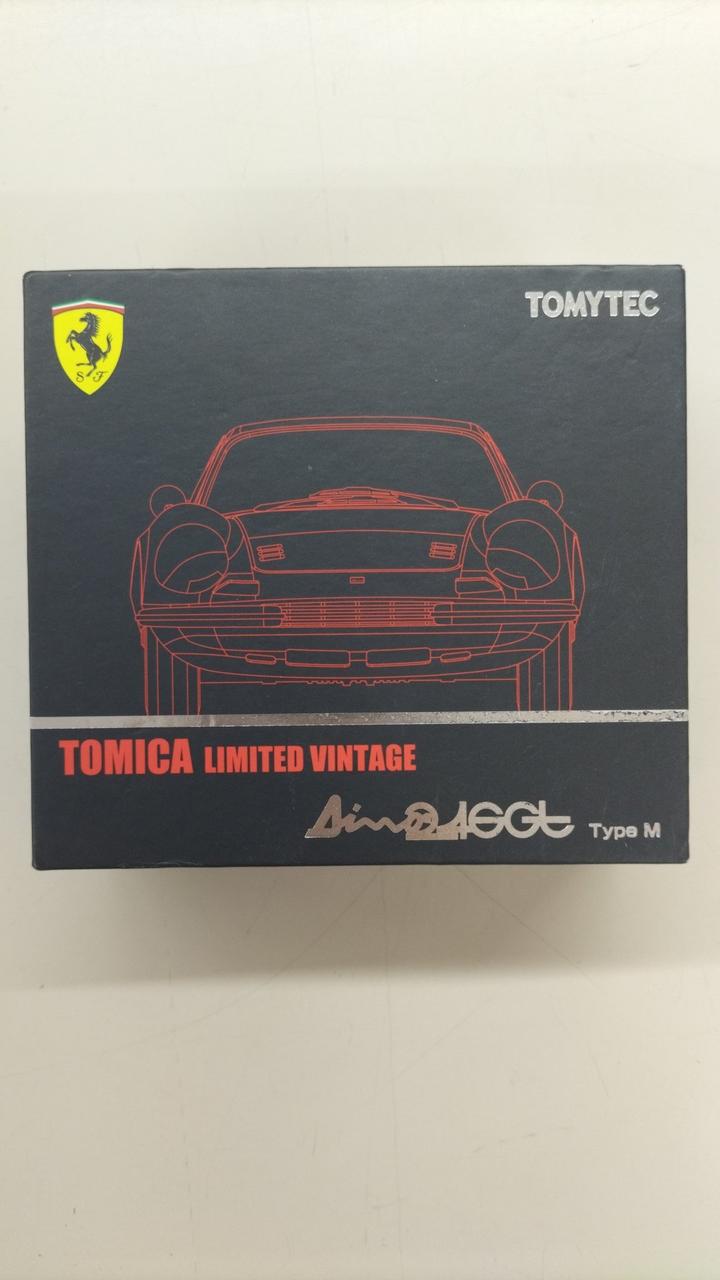 TOMYTEC
S F
TOMICA LIMITED VINTAGE
Dino 246GT Type M